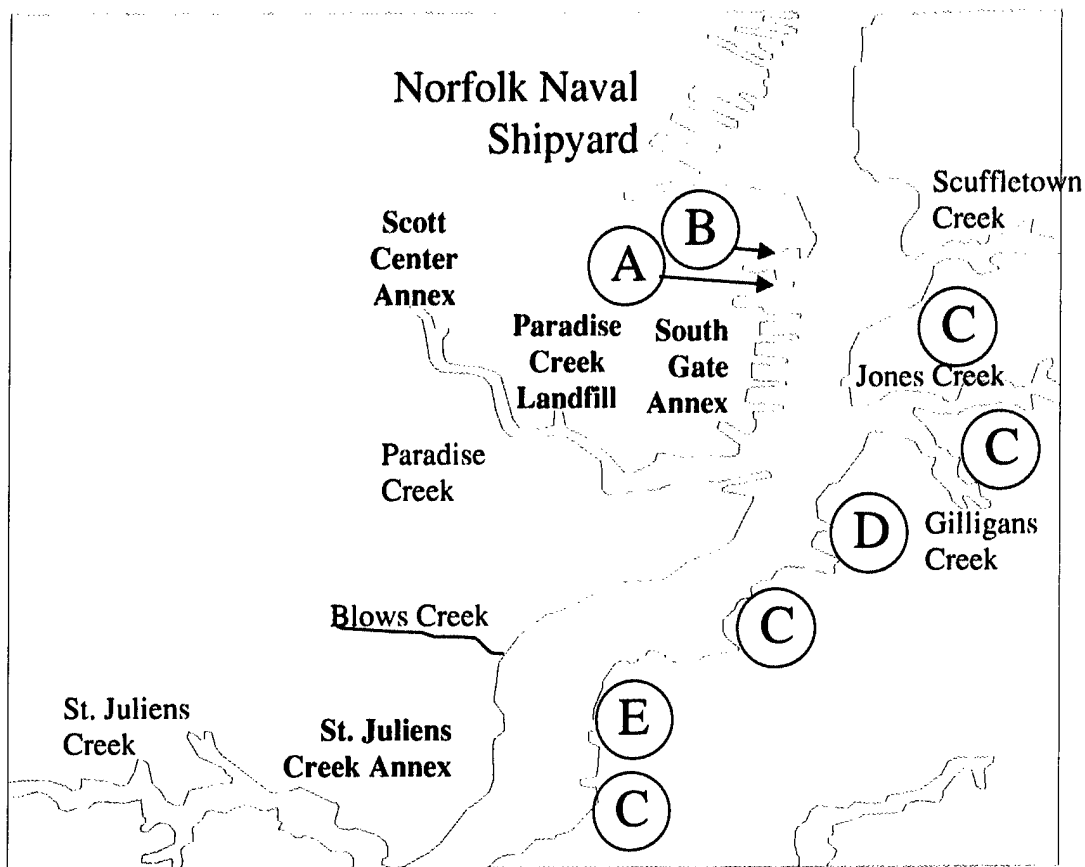 Norfolk Naval
Shipyard
Scuffletown
Creek
B
Scott
Center
Annex
A
C
Paradise
Creek
Landfill
South
Gate
Annex
Jones Creek
Paradise
Creek
C
D
Gilligans
Creek
Blows Creek
C
St. Juliens
Creek
St. Juliens
Creek Annex
E
C